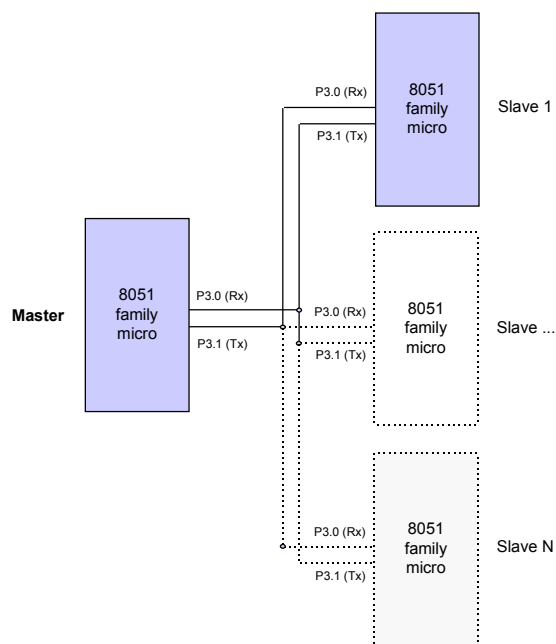 P3.0 (Rx)
8051
family
micro
Slave 1
P3.1 (Tx)
Master
8051
family
micro
P3.0 (Rx)
P3.1 (Tx)
P3.0 (Rx)
8051
family
micro
Slave ...
P3.1 (Tx)
P3.0 (Rx)
8051
family
micro
Slave N
P3.1 (Tx)